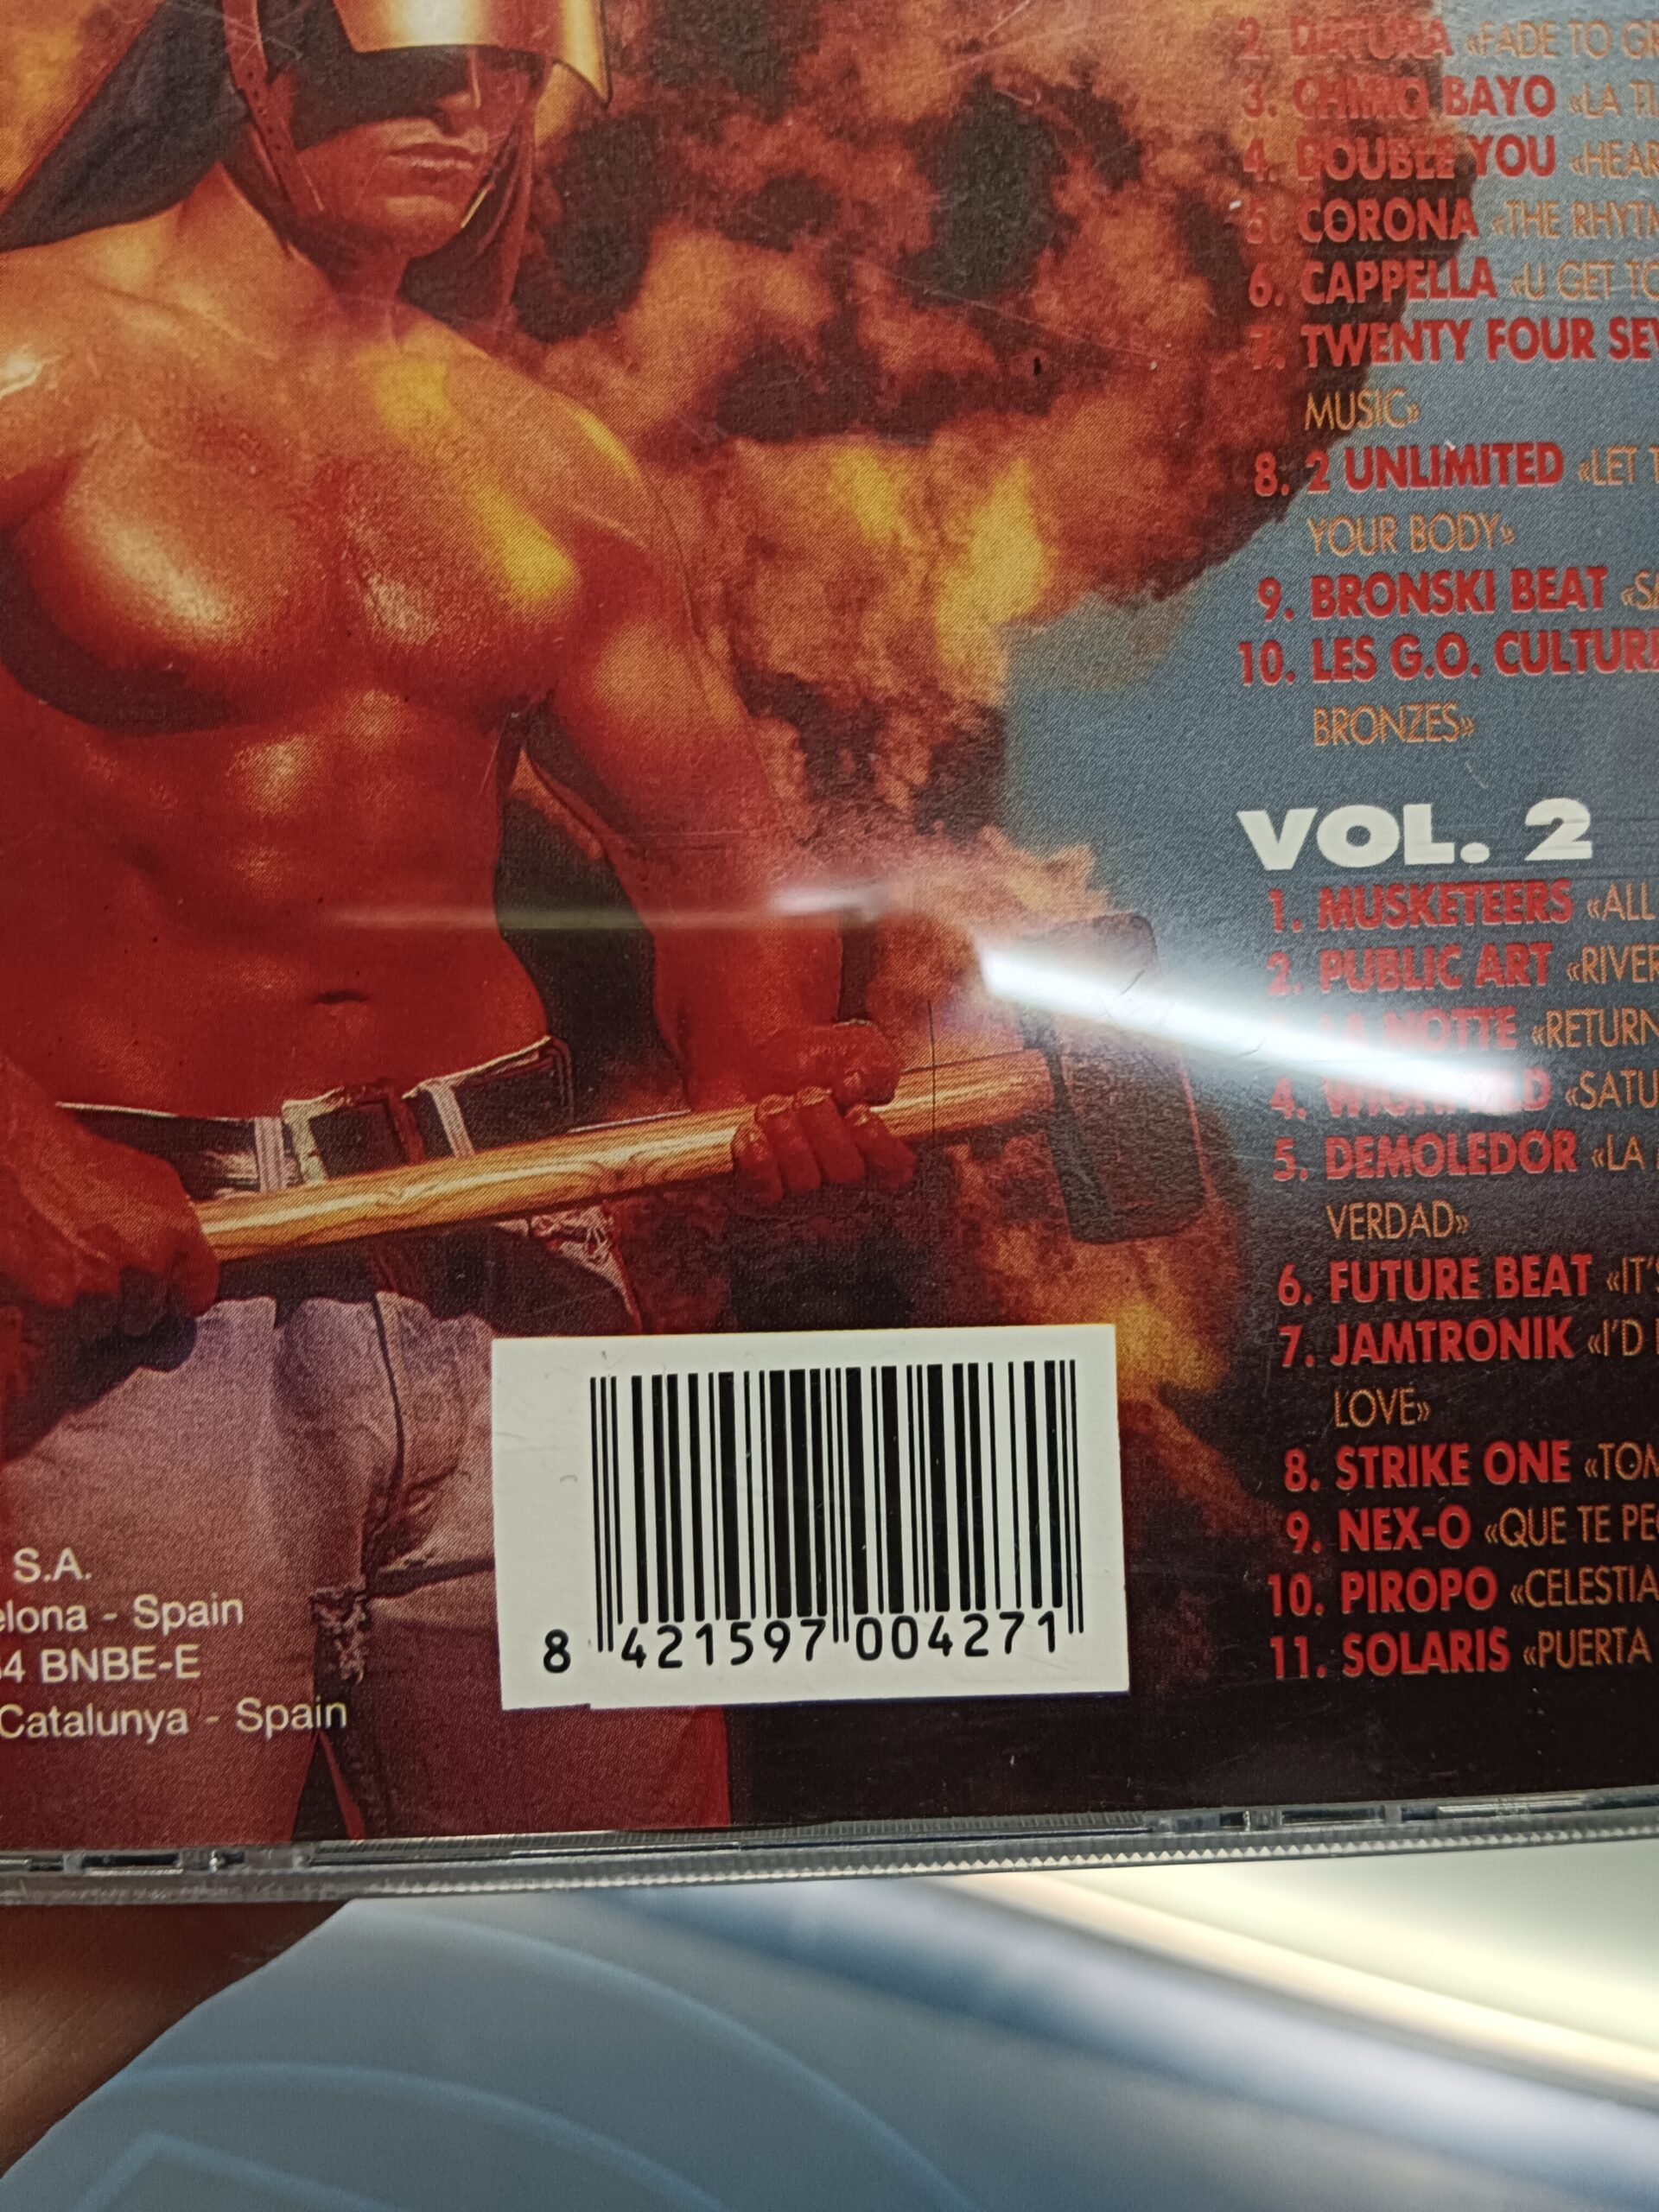 2. DATURA «FADE TO GR
3. CHIMO BAYO «LA TI
4. DOUBLE YOU «HEAR
5. CORONA «THE RHYTM
6. CAPPELLA «U GET TO
7. TWENTY FOUR SEV
MUSIC»
8. 2 UNLIMITED «LET T
YOUR BODY»
9. BRONSKI BEAT «SA
10. LES G.O. CULTURE
BRONZES»
VOL. 2
1. MUSKETEERS «ALL
2. PUBLIC ART «RIVER
LA NOTTE «RETURN
4. WIGHFIELD «SATU
5. DEMOLEDOR «LA
VERDAD»
6. FUTURE BEAT «IT'S
7. JAMTRONIK «I'D
LOVE»
8. STRIKE ONE «TON
9. NEX-O «QUE TE PE
10. PIROPO «CELESTIA
11. SOLARIS «PUERTA
S.A.
elona - Spain
4 BNBE-E
Catalunya - Spain
8 421597 004271